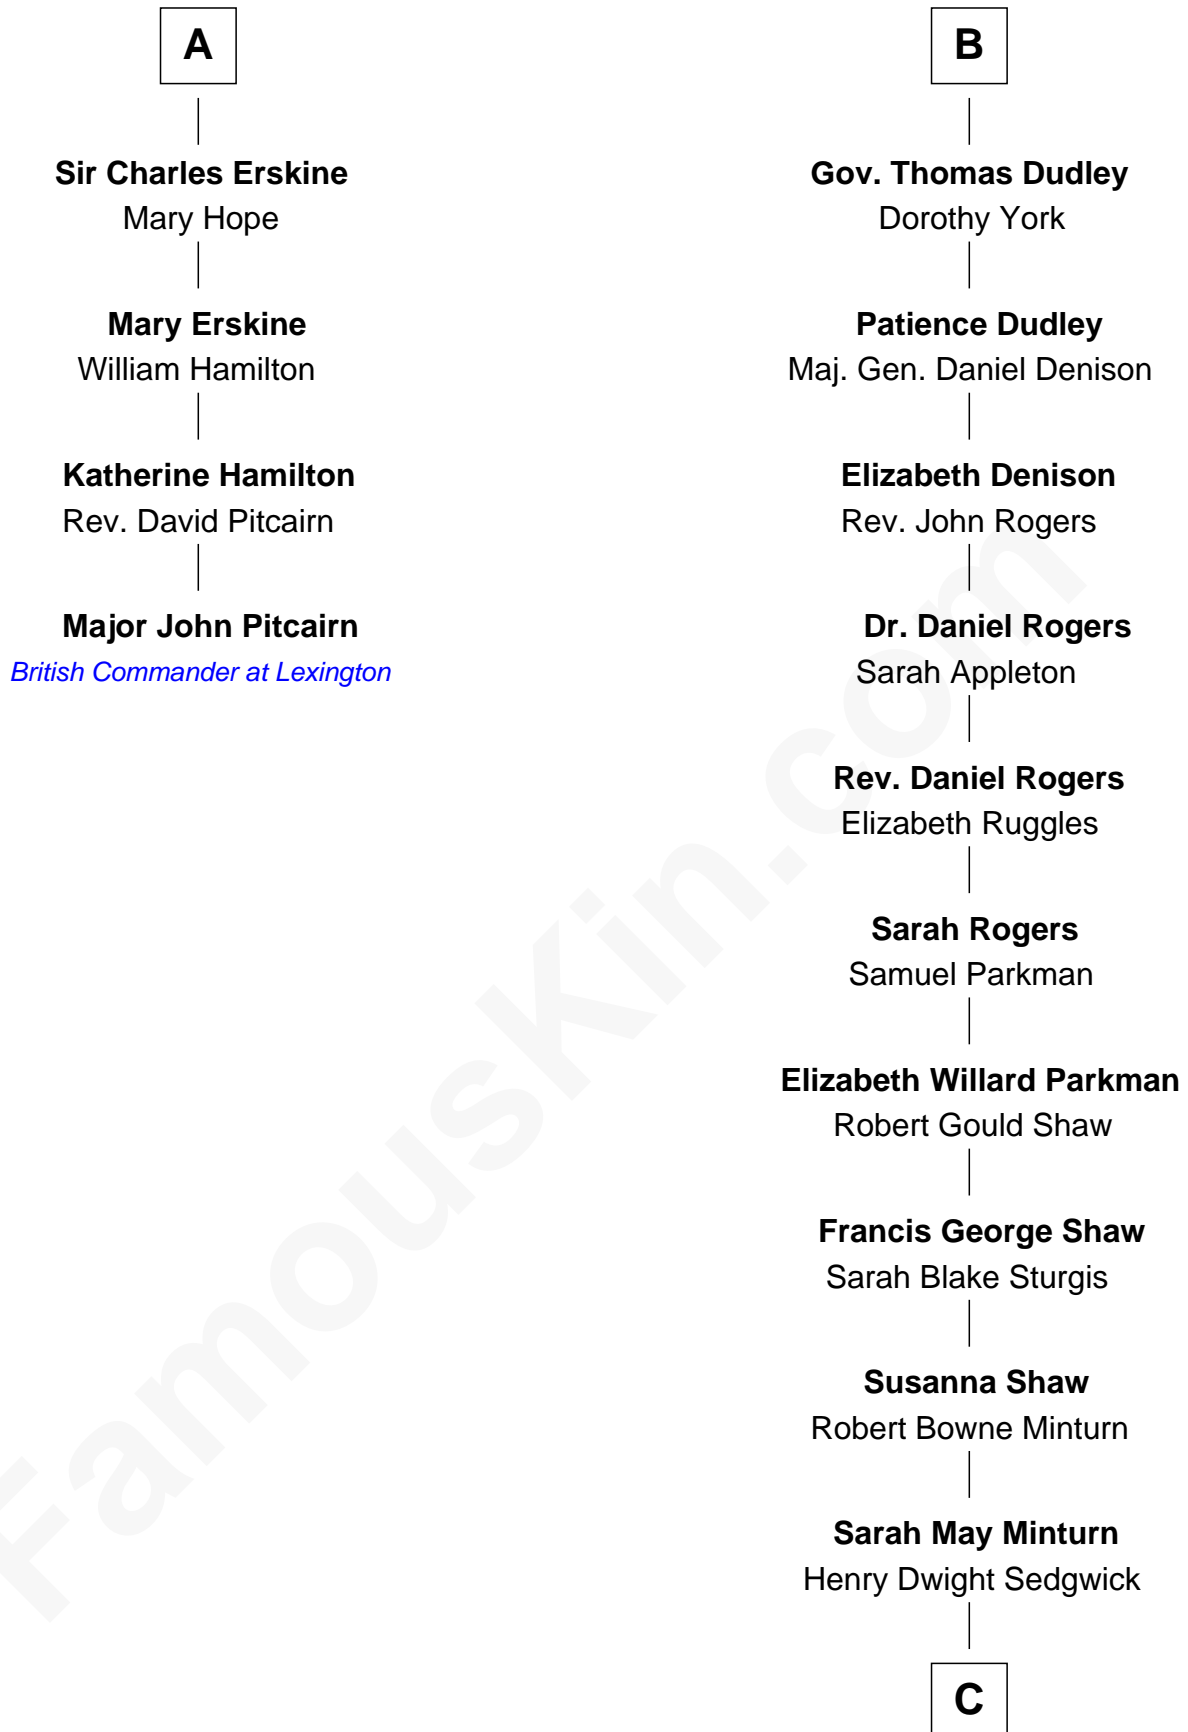 A
Sir Charles Erskine
Mary Hope
Mary Erskine
William Hamilton
Katherine Hamilton
Rev. David Pitcairn
Major John Pitcairn
British Commander at Lexington
B
Gov. Thomas Dudley
Dorothy York
Patience Dudley
Maj. Gen. Daniel Denison
Elizabeth Denison
Rev. John Rogers
Dr. Daniel Rogers
Sarah Appleton
Rev. Daniel Rogers
Elizabeth Ruggles
Sarah Rogers
Samuel Parkman
Elizabeth Willard Parkman
Robert Gould Shaw
Francis George Shaw
Sarah Blake Sturgis
Susanna Shaw
Robert Bowne Minturn
Sarah May Minturn
Henry Dwight Sedgwick
C
FamousKin.com